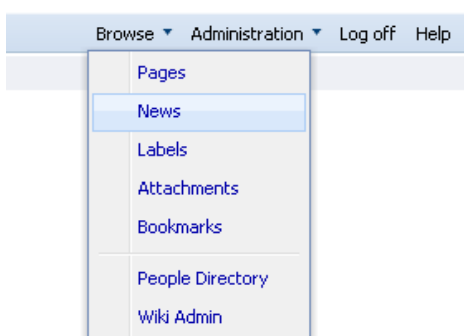 Browse Administration Log off Help
Pages
News
Labels
Attachments
Bookmarks
People Directory
Wiki Admin